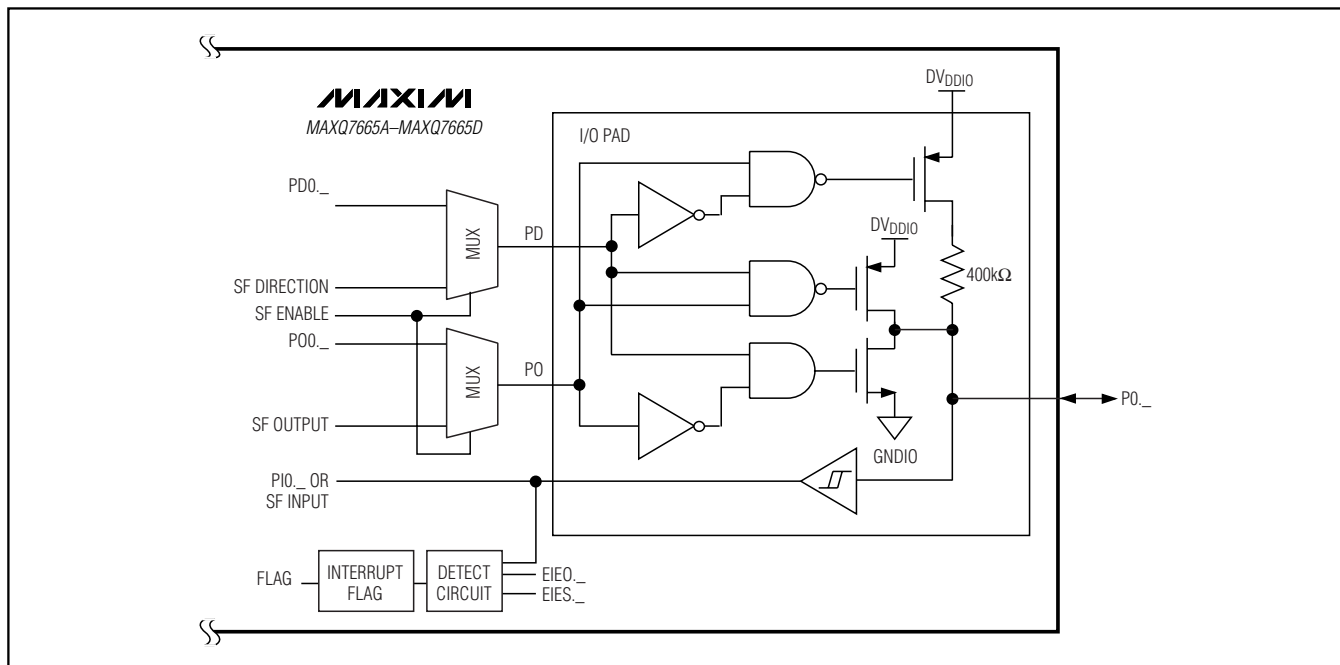 MAXIM
MAXQ7665A–MAXQ7665D
DVDDIO
I/O PAD
PD0._
MUX
PD
DVDDIO
400kΩ
SF DIRECTION
SF ENABLE
PO0._
MUX
PO
P0._
SF OUTPUT
GNDIO
PI0._ OR
SF INPUT
FLAG
INTERRUPT
FLAG
DETECT
CIRCUIT
EIE0._
EIES._